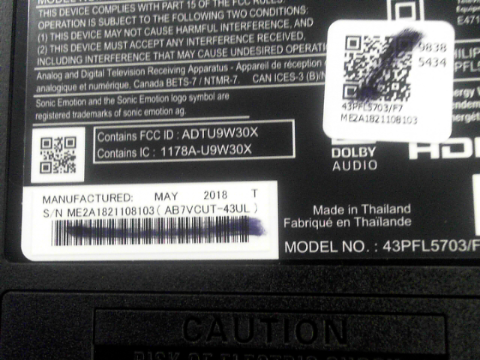 THIS DEVICE COMPLIES WITH PART 15 OF THE FCC RULES.
OPERATION IS SUBJECT TO THE FOLLOWING TWO CONDITIONS:
(1) THIS DEVICE MAY NOT CAUSE HARMFUL INTERFERENCE, AND
(2) THIS DEVICE MUST ACCEPT ANY INTERFERENCE RECEIVED,
INCLUDING INTERFERENCE THAT MAY CAUSE UNDESIRED OPERATION
Analog and Digital Television Receiving Apparatus - Appareil de réception
analogique et numérique, Canada BETS-7 / NTMR-7. CAN ICES-3 (B)/N
Sonic Emotion and the Sonic Emotion logo symbol are
registered trademarks of sonic emotion ag.
Contains FCC ID : ADTU9W30X
Contains IC : 1178A-U9W30X
MANUFACTURED: MAY 2018 T
S/N ME2A1821108103 ( AB7VCUT-43UL )
9838
5434
43PFL5703/F7
ME2A1821108103
E471
DOLBY
AUDIO
HDMI
Made in Thailand
Fabriqué en Thaïlande
MODEL NO. : 43PFL5703/F
CAUTION